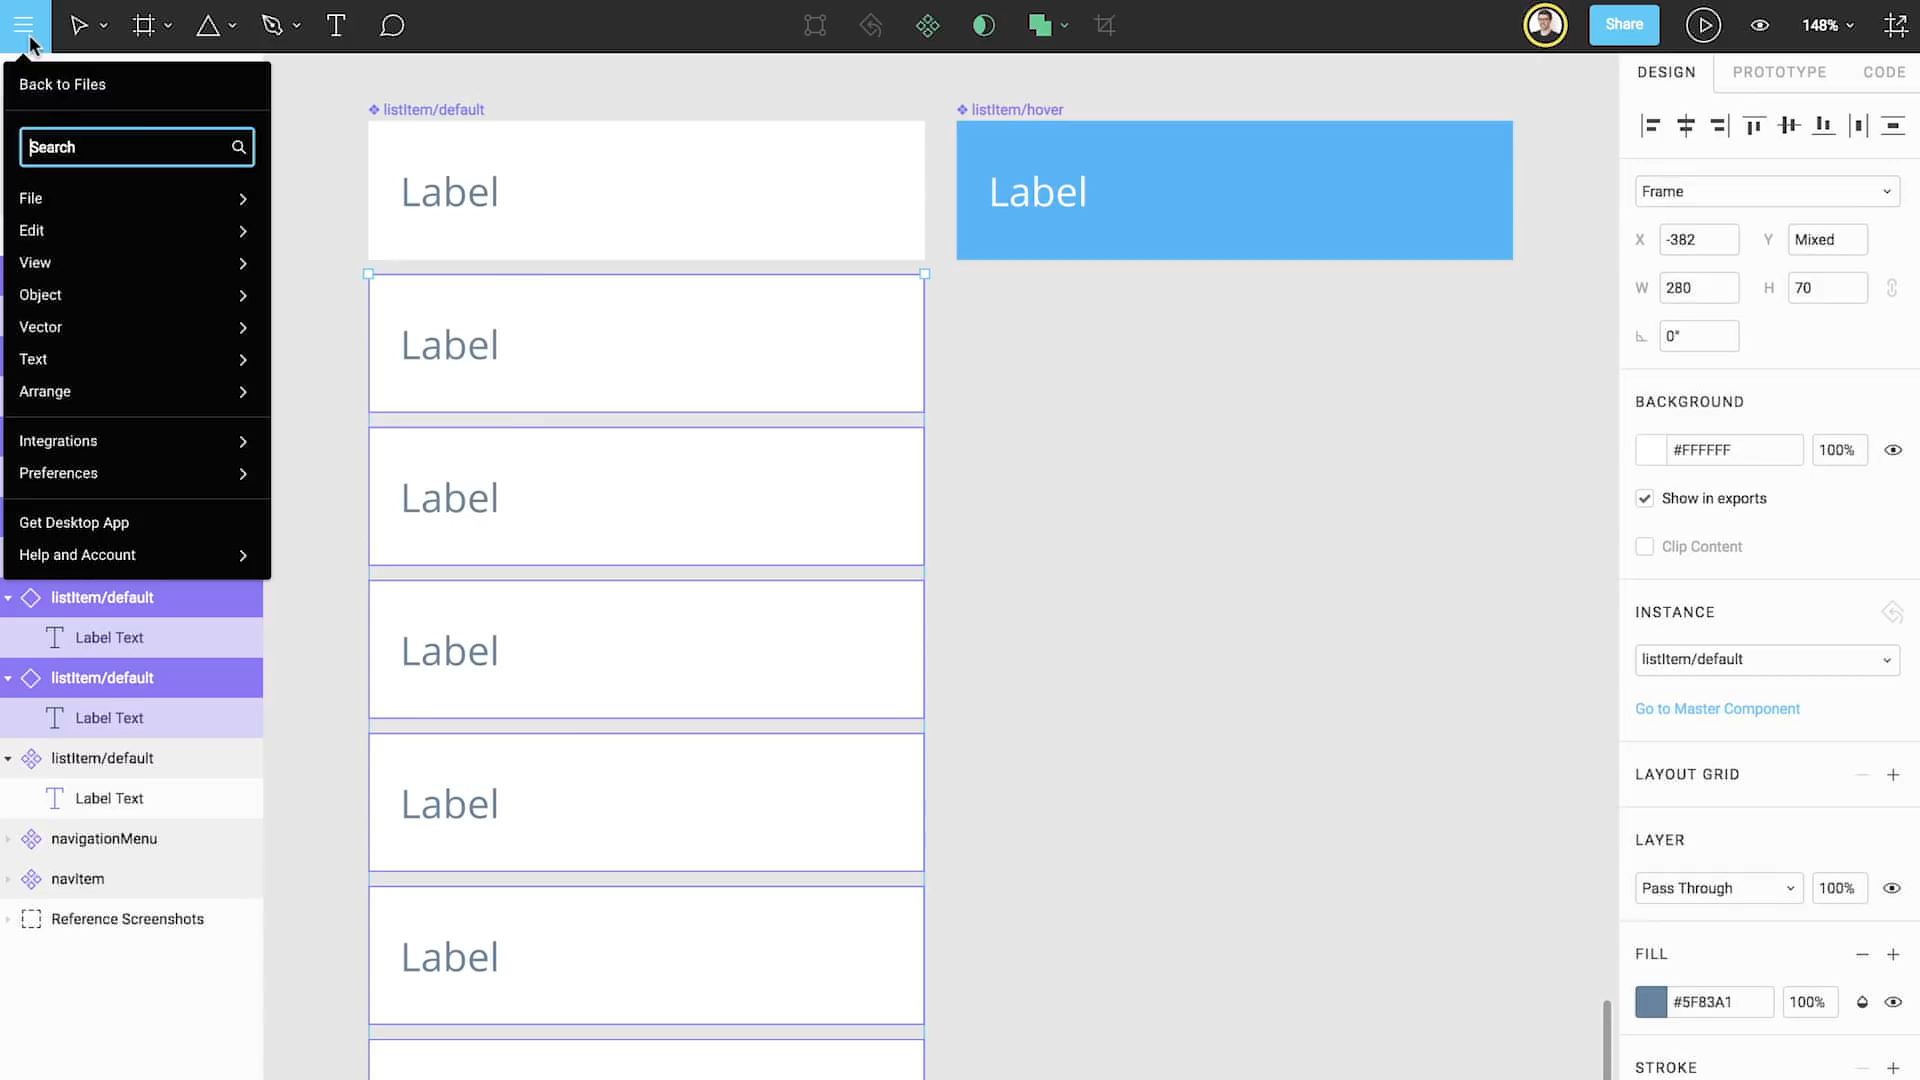 Share
148%
Back to Files
Search
File
Edit
View
Object
Vector
Text
Arrange
Integrations
Preferences
Get Desktop App
Help and Account
listItem/default
Label Text
listItem/default
Label Text
listItem/default
Label Text
navigationMenu
navItem
Reference Screenshots
listItem/default
Label
Label
Label
Label
Label
Label
listItem/hover
Label
DESIGN PROTOTYPE CODE
Frame
X -382 Y Mixed
W 280 H 70
0°
BACKGROUND
#FFFFFF 100%
Show in exports
Clip Content
INSTANCE
listItem/default
Go to Master Component
LAYOUT GRID
LAYER
Pass Through 100%
FILL
#5F83A1 100%
STROKE